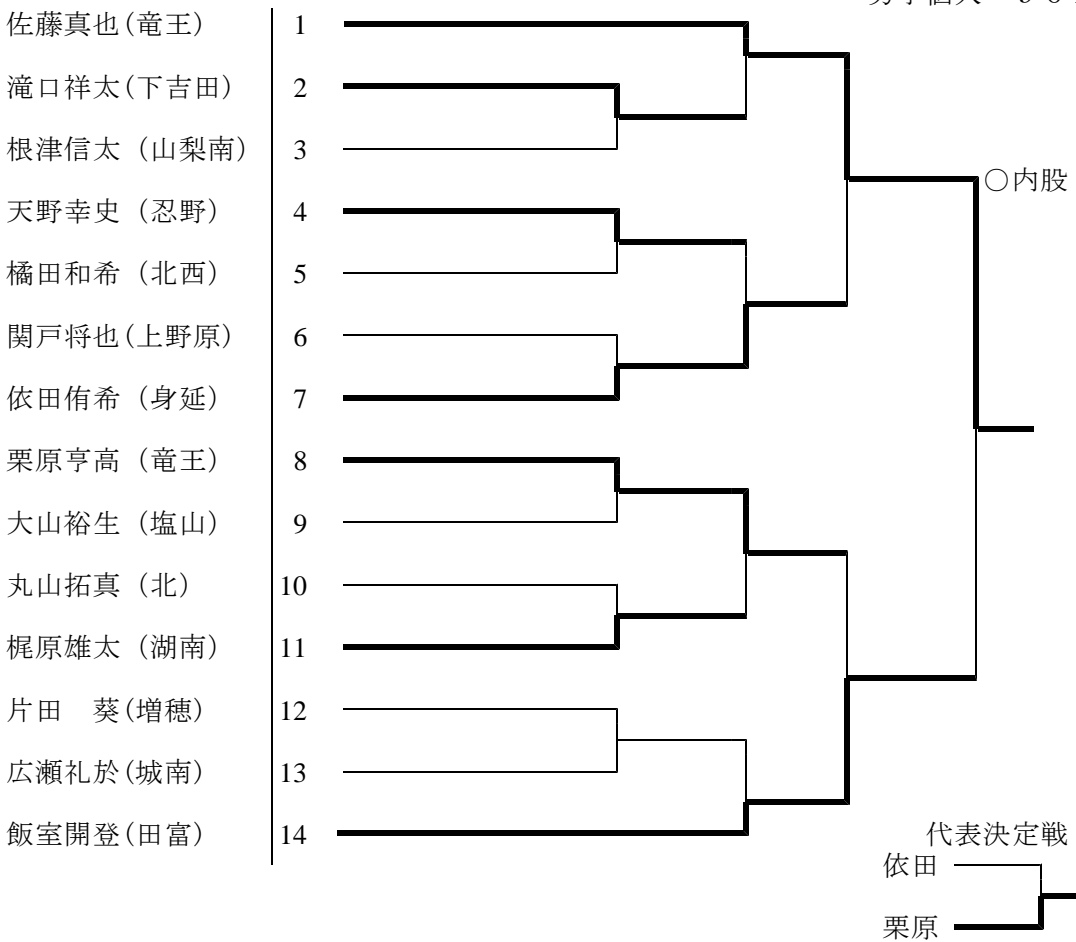 佐藤真也(竜王) 1
滝口祥太(下吉田) 2
根津信太 (山梨南) 3
○内股
天野幸史 (忍野) 4
橘田和希 (北西) 5
関戸将也(上野原) 6
依田侑希 (身延) 7
栗原亨高 (竜王) 8
大山裕生 (塩山) 9
丸山拓真 (北) 10
梶原雄太 (湖南) 11
片田　葵(増穂) 12
広瀬礼於(城南) 13
飯室開登(田富) 14
代表決定戦
依田
栗原